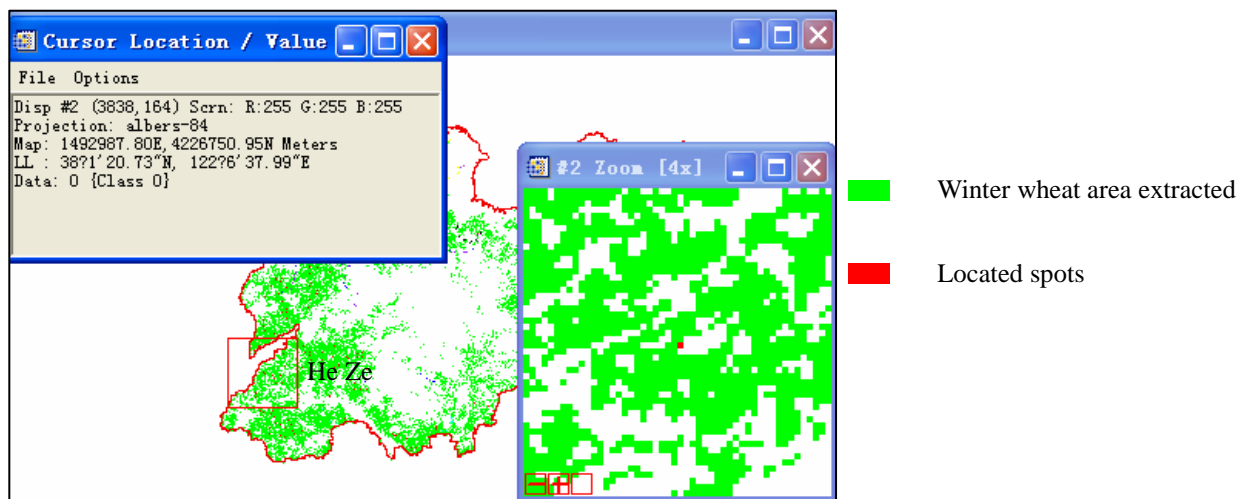 Cursor Location / Value
File Options
Disp #2 (3838,164) Scrn: R:255 G:255 B:255
Projection: albers-84
Map: 1492987.80E,4226750.95N Meters
LL : 38?1'20.73"N, 122?6'37.99"E
Data: 0 {Class 0}
#2 Zoom [4x]
He Ze
Winter wheat area extracted
Located spots